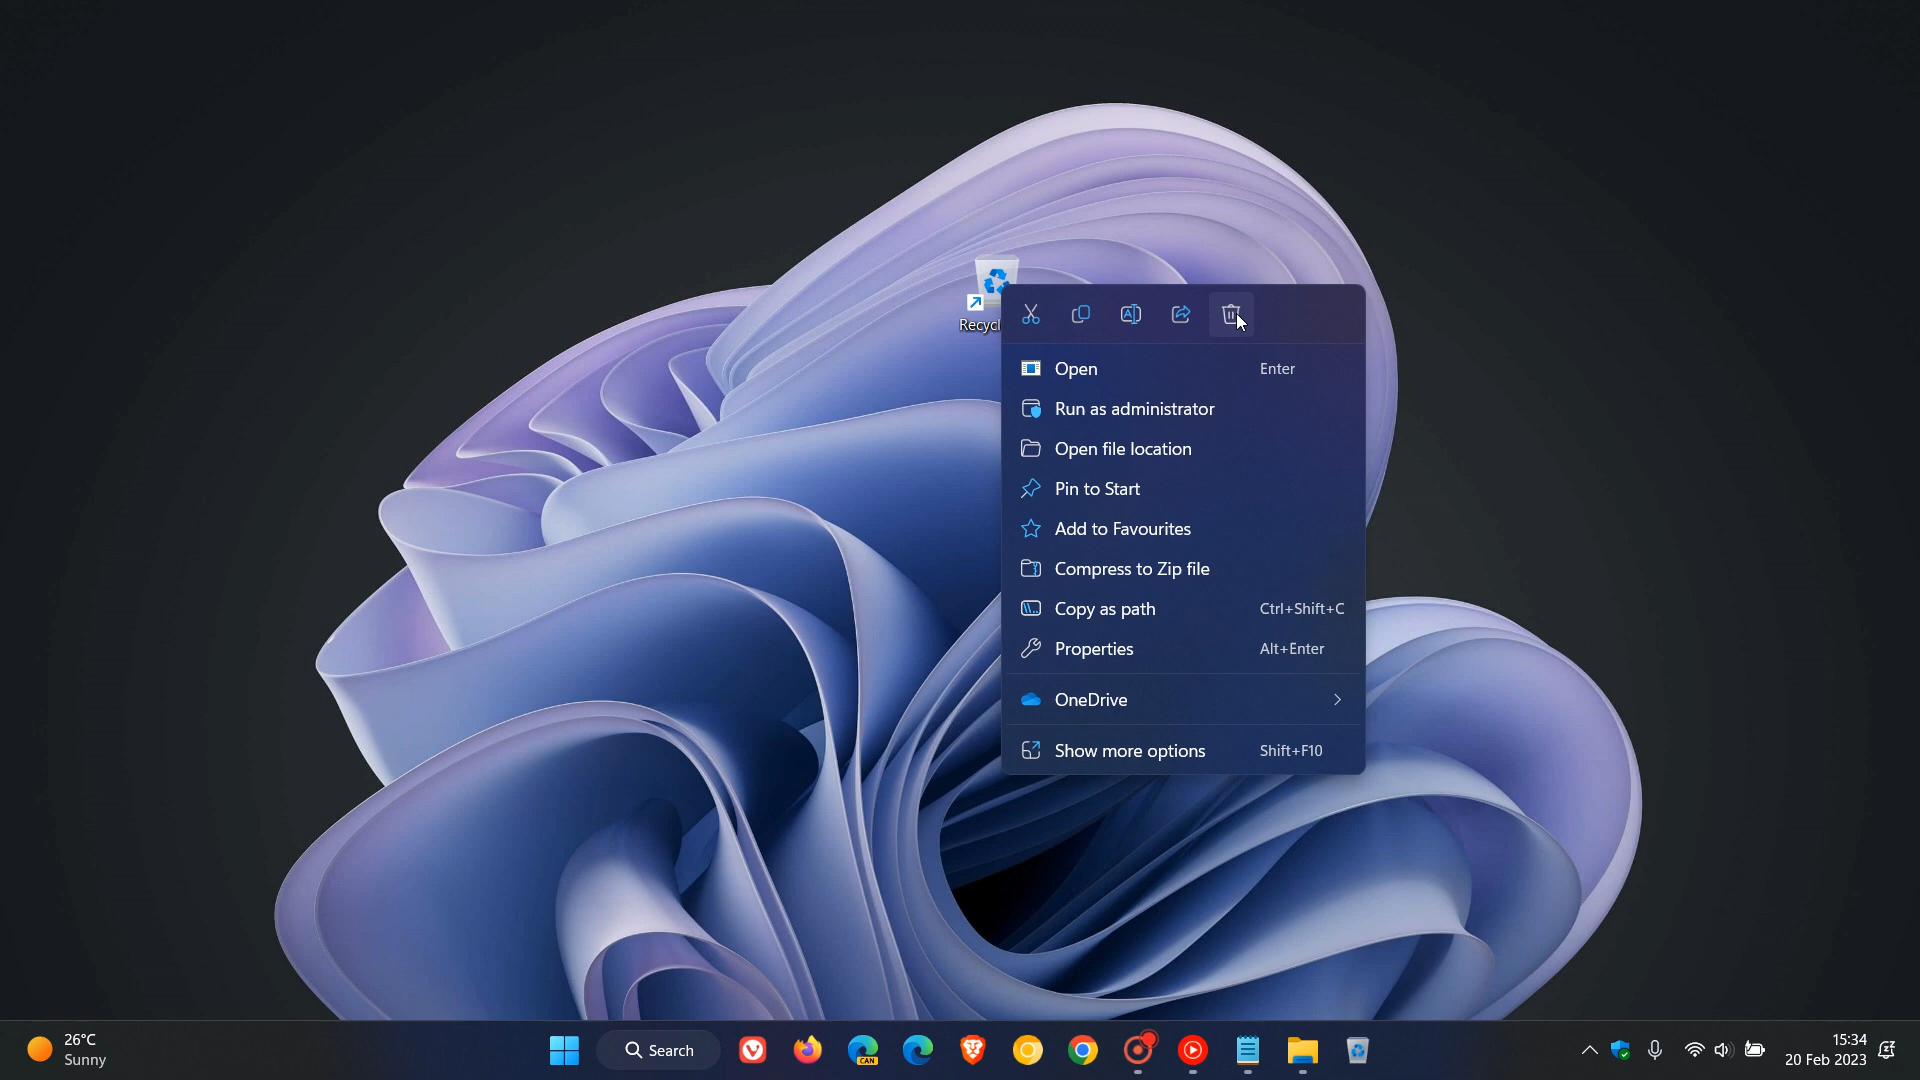 Recycl
Open Enter
Run as administrator
Open file location
Pin to Start
Add to Favourites
Compress to Zip file
Copy as path Ctrl+Shift+C
Properties Alt+Enter
OneDrive
Show more options Shift+F10
26°C
Sunny
Search
CAN
15:34
20 Feb 2023